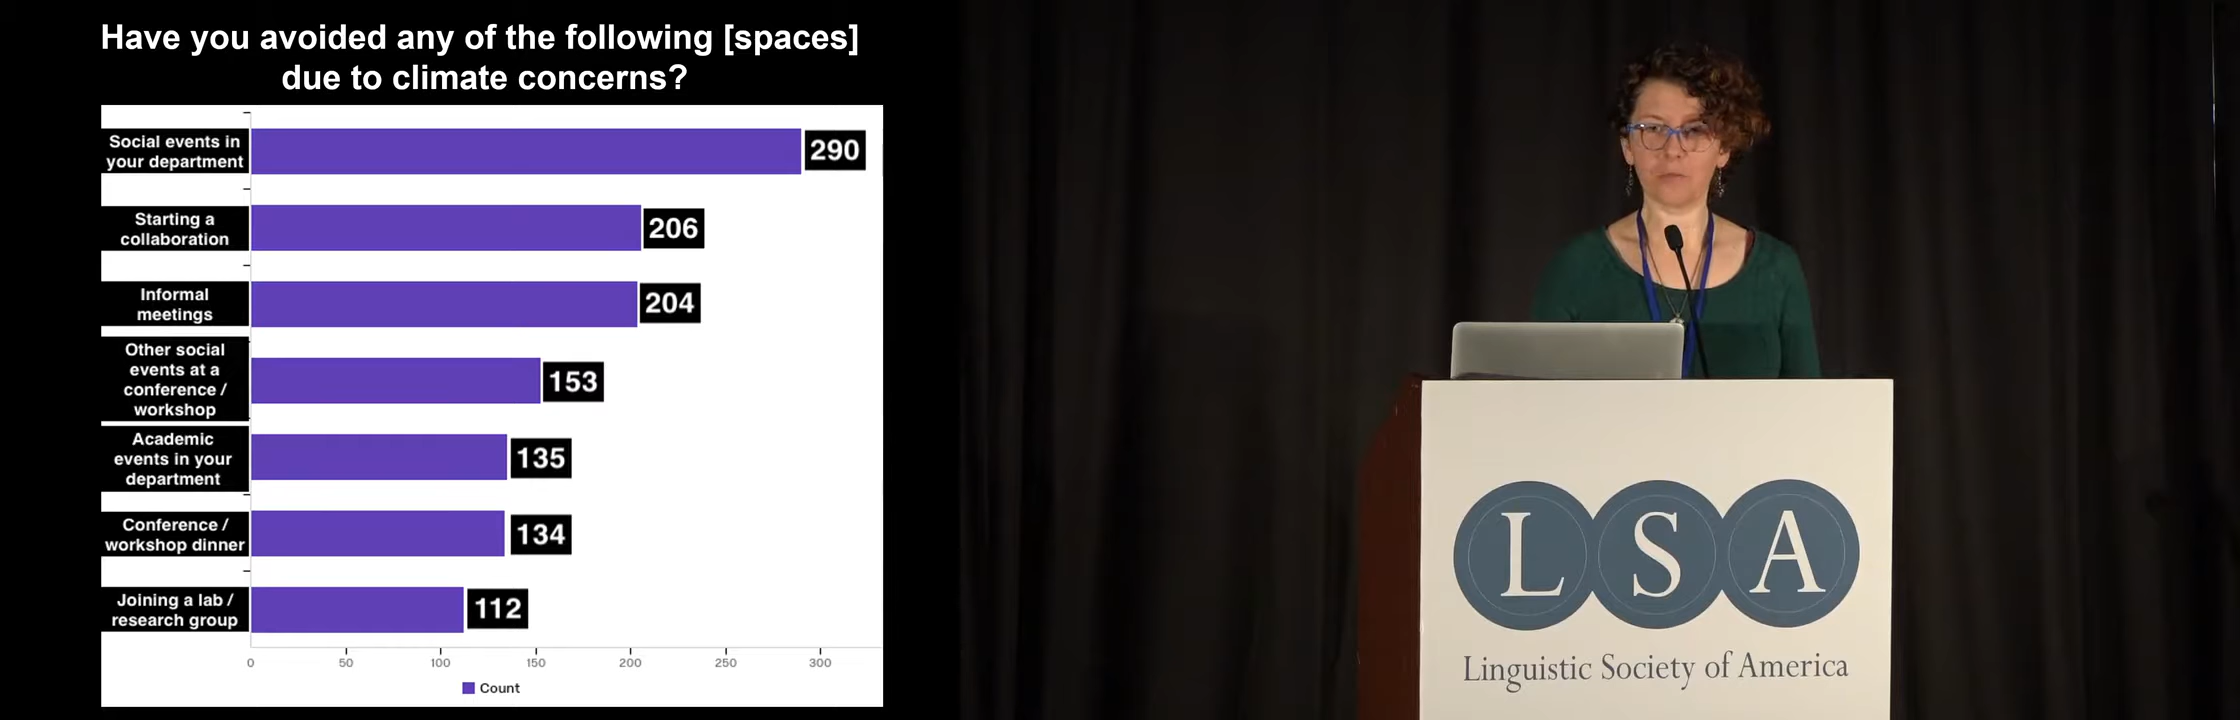 Have you avoided any of the following [spaces]
due to climate concerns?
Social events in
your department
290
Starting a
collaboration
206
Informal
meetings
204
Other social
events at a
conference /
workshop
153
Academic
events in your
department
135
Conference /
workshop dinner
134
Joining a lab /
research group
112
0 50 100 150 200 250 300
Count
LSA
Linguistic Society of America